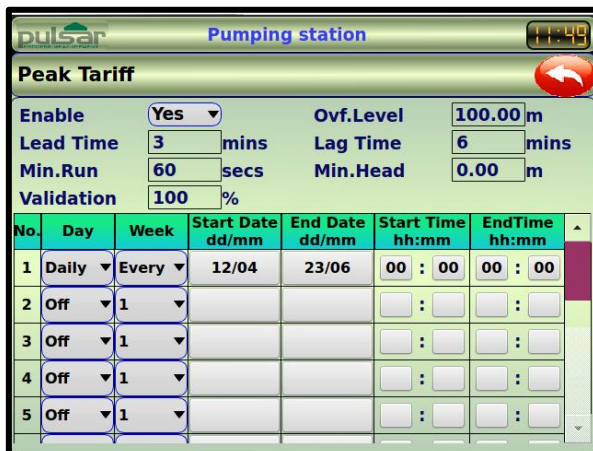 pulsar Pumping station 11:49
Peak Tariff
Enable Yes Ovf.Level 100.00 m
Lead Time 3 mins Lag Time 6 mins
Min.Run 60 secs Min.Head 0.00 m
Validation 100 %
No. Day Week Start Date dd/mm End Date dd/mm Start Time hh:mm EndTime hh:mm
1 Daily Every 12/04 23/06 00 : 00 00 : 00
2 Off 1 : :
3 Off 1 : :
4 Off 1 : :
5 Off 1 : :